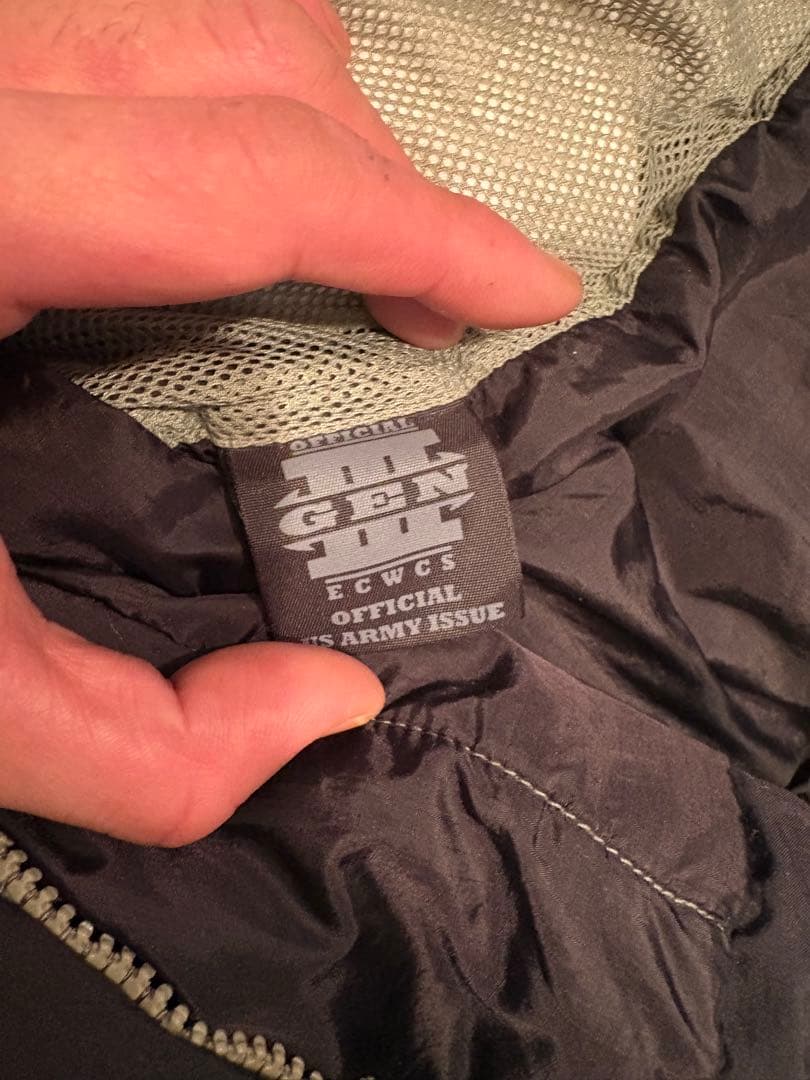 OFFICIAL
III
GEN
III
ECWCS
OFFICIAL
US ARMY ISSUE